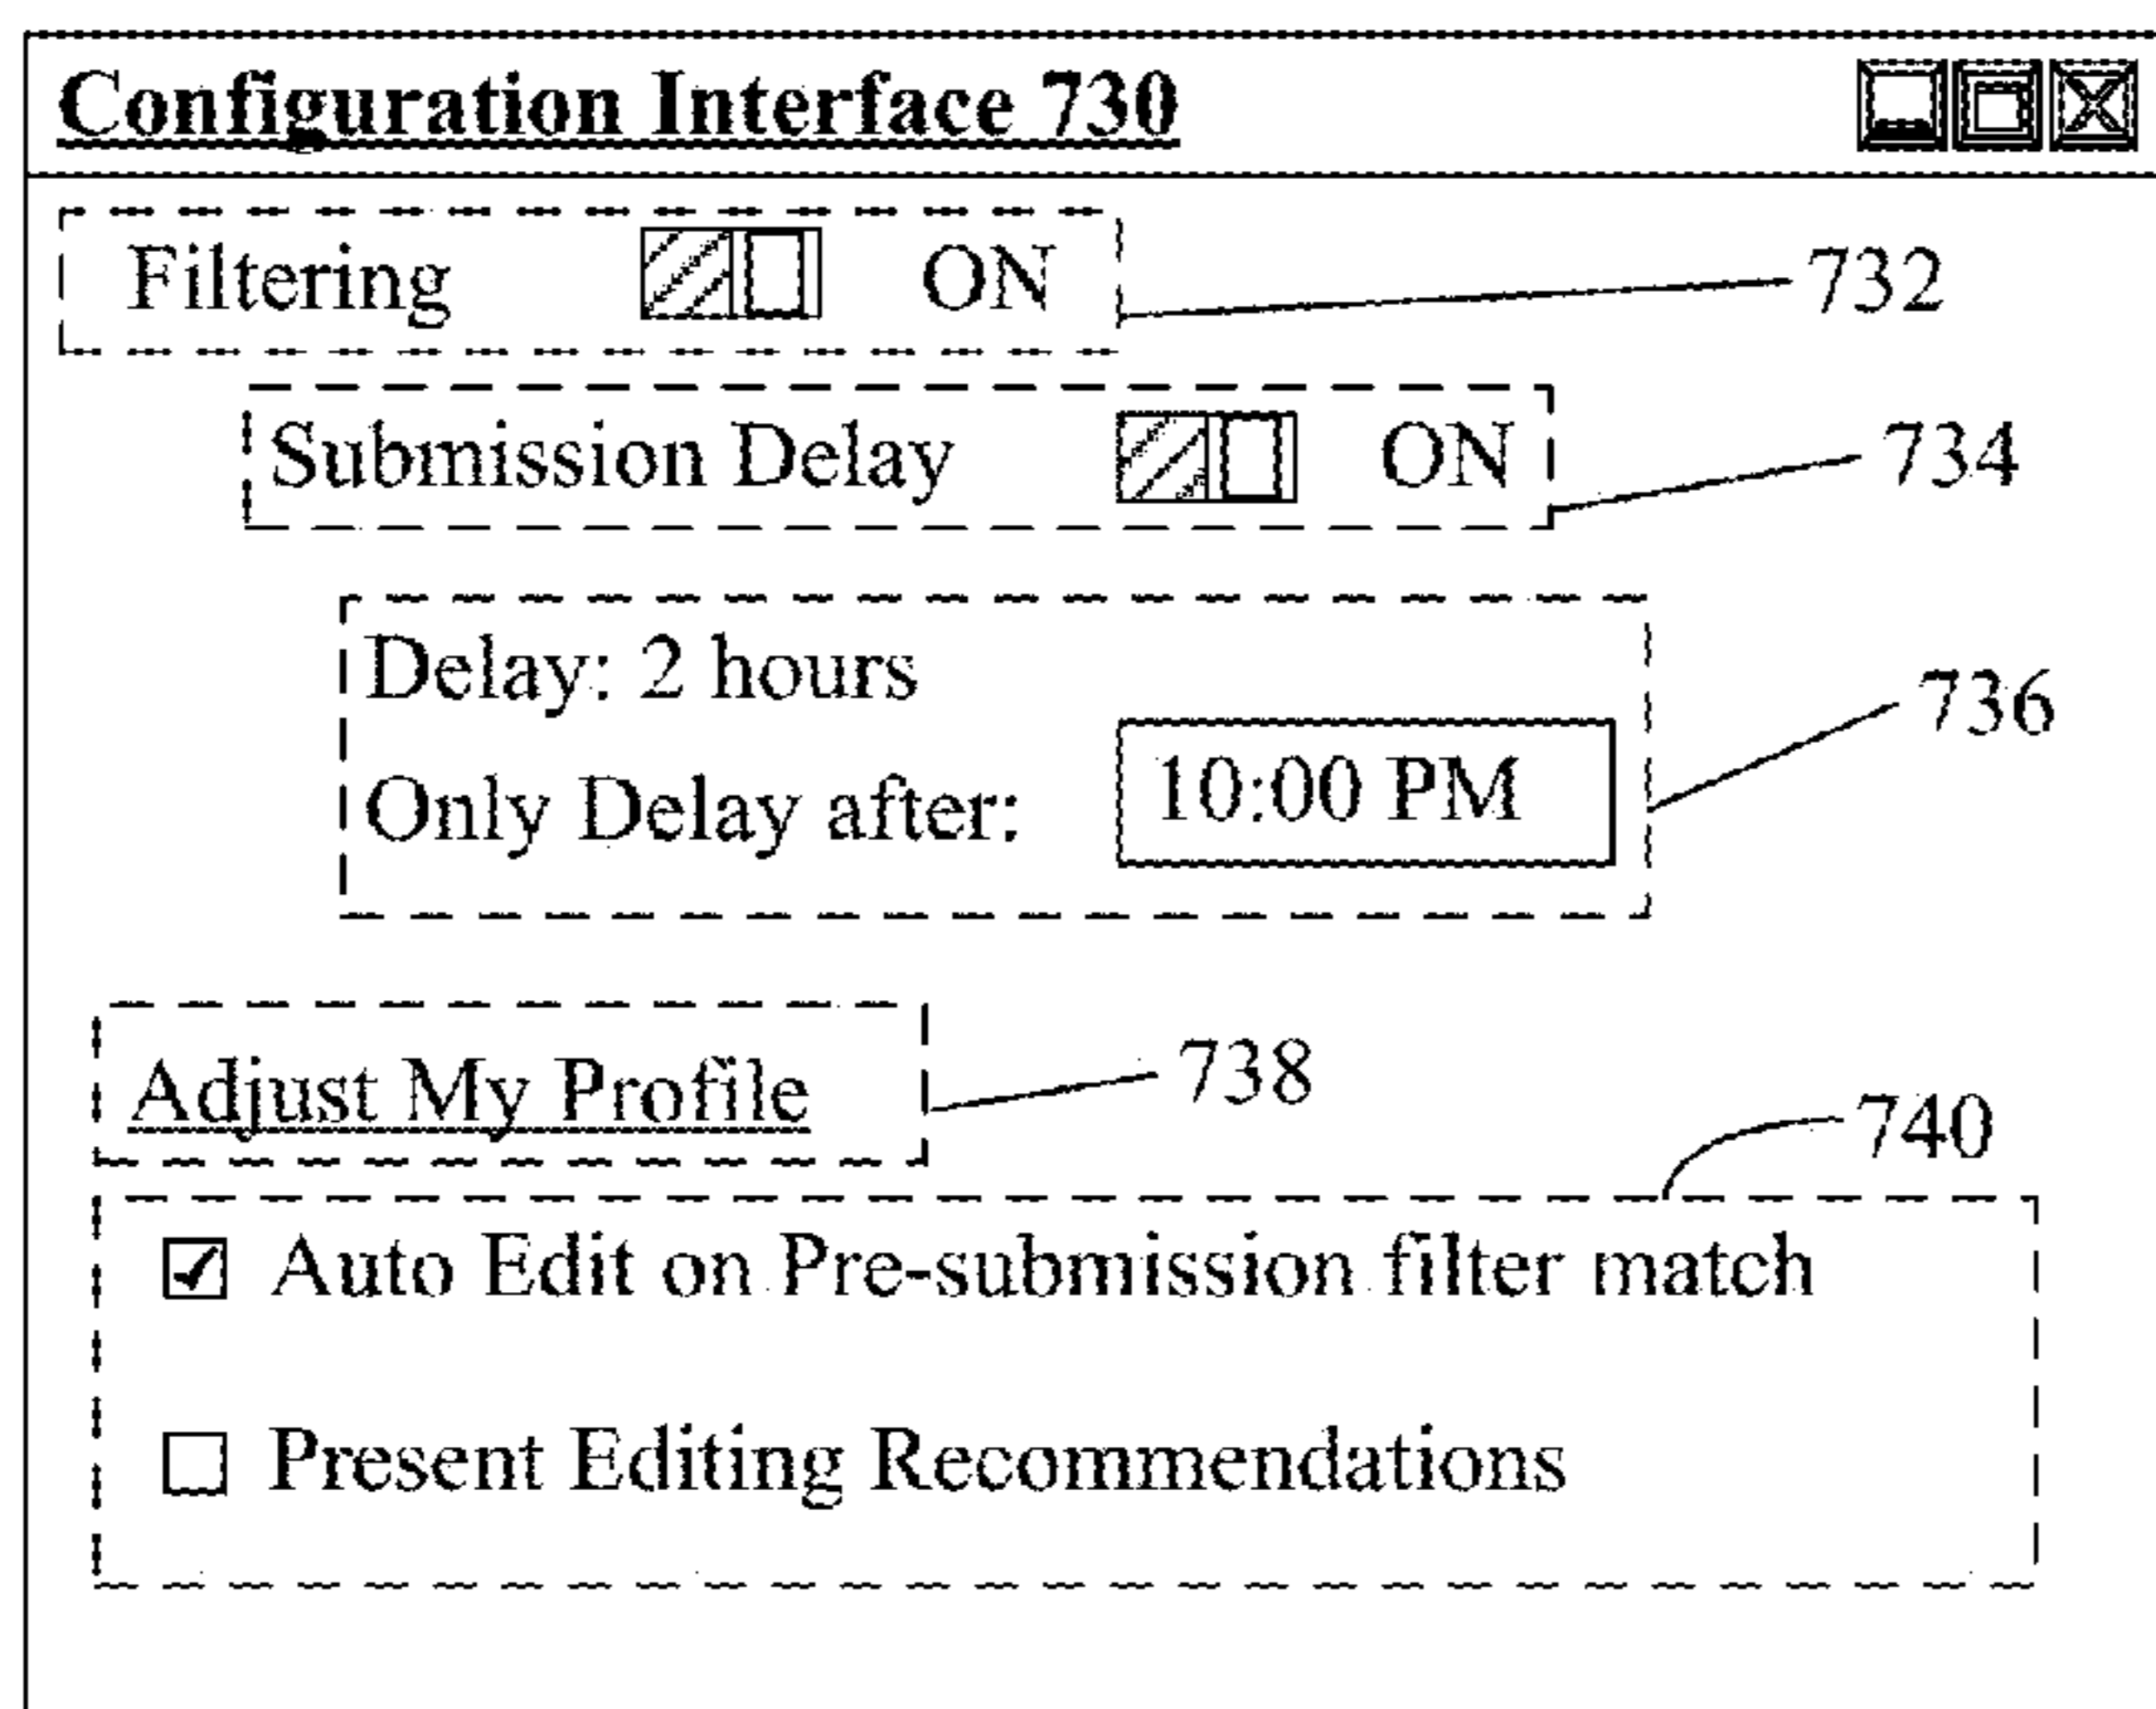 Configuration Interface 730
Filtering ON 732
Submission Delay ON 734
Delay: 2 hours
736
Only Delay after: 10:00 PM
Adjust My Profile 738
740
Auto Edit on Pre-submission filter match
Present Editing Recommendations